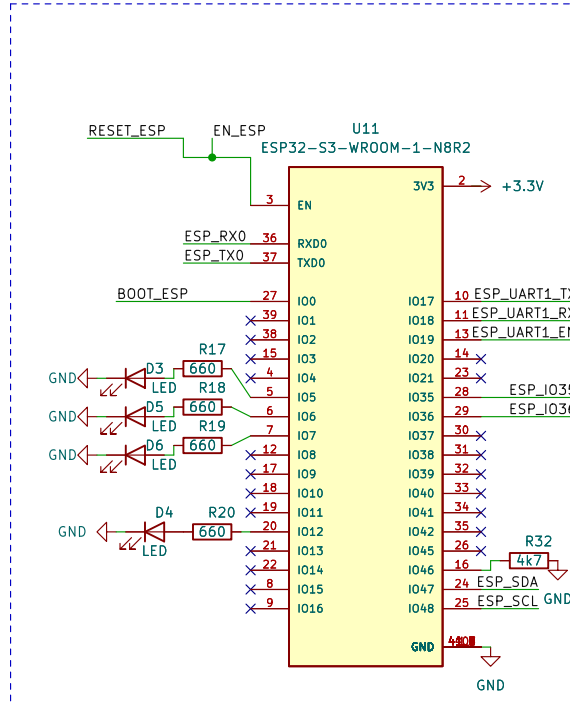 RESET_ESP
EN_ESP
U11
ESP32-S3-WROOM-1-N8R2
3V3 2 +3.3V
3 EN
ESP_RX0 36 RXD0
ESP_TX0 37 TXD0
BOOT_ESP 27 IO0
39 IO1
38 IO2
15 IO3
4 IO4
GND D3 LED R17 660 5 IO5
GND D5 LED R18 660 6 IO6
GND D6 LED R19 660 7 IO7
12 IO8
17 IO9
18 IO10
19 IO11
GND D4 LED R20 660 20 IO12
21 IO13
22 IO14
8 IO15
9 IO16
IO17 10 ESP_UART1_TX
IO18 11 ESP_UART1_RX
IO19 13 ESP_UART1_EN
IO20 14
IO21 23
IO35 28 ESP_IO35
IO36 29 ESP_IO36
IO37 30
IO38 31
IO39 32
IO40 33
IO41 34
IO42 35
IO45 26
IO46 16 R32 4k7 GND
IO47 24 ESP_SDA
IO48 25 ESP_SCL
GND
GND